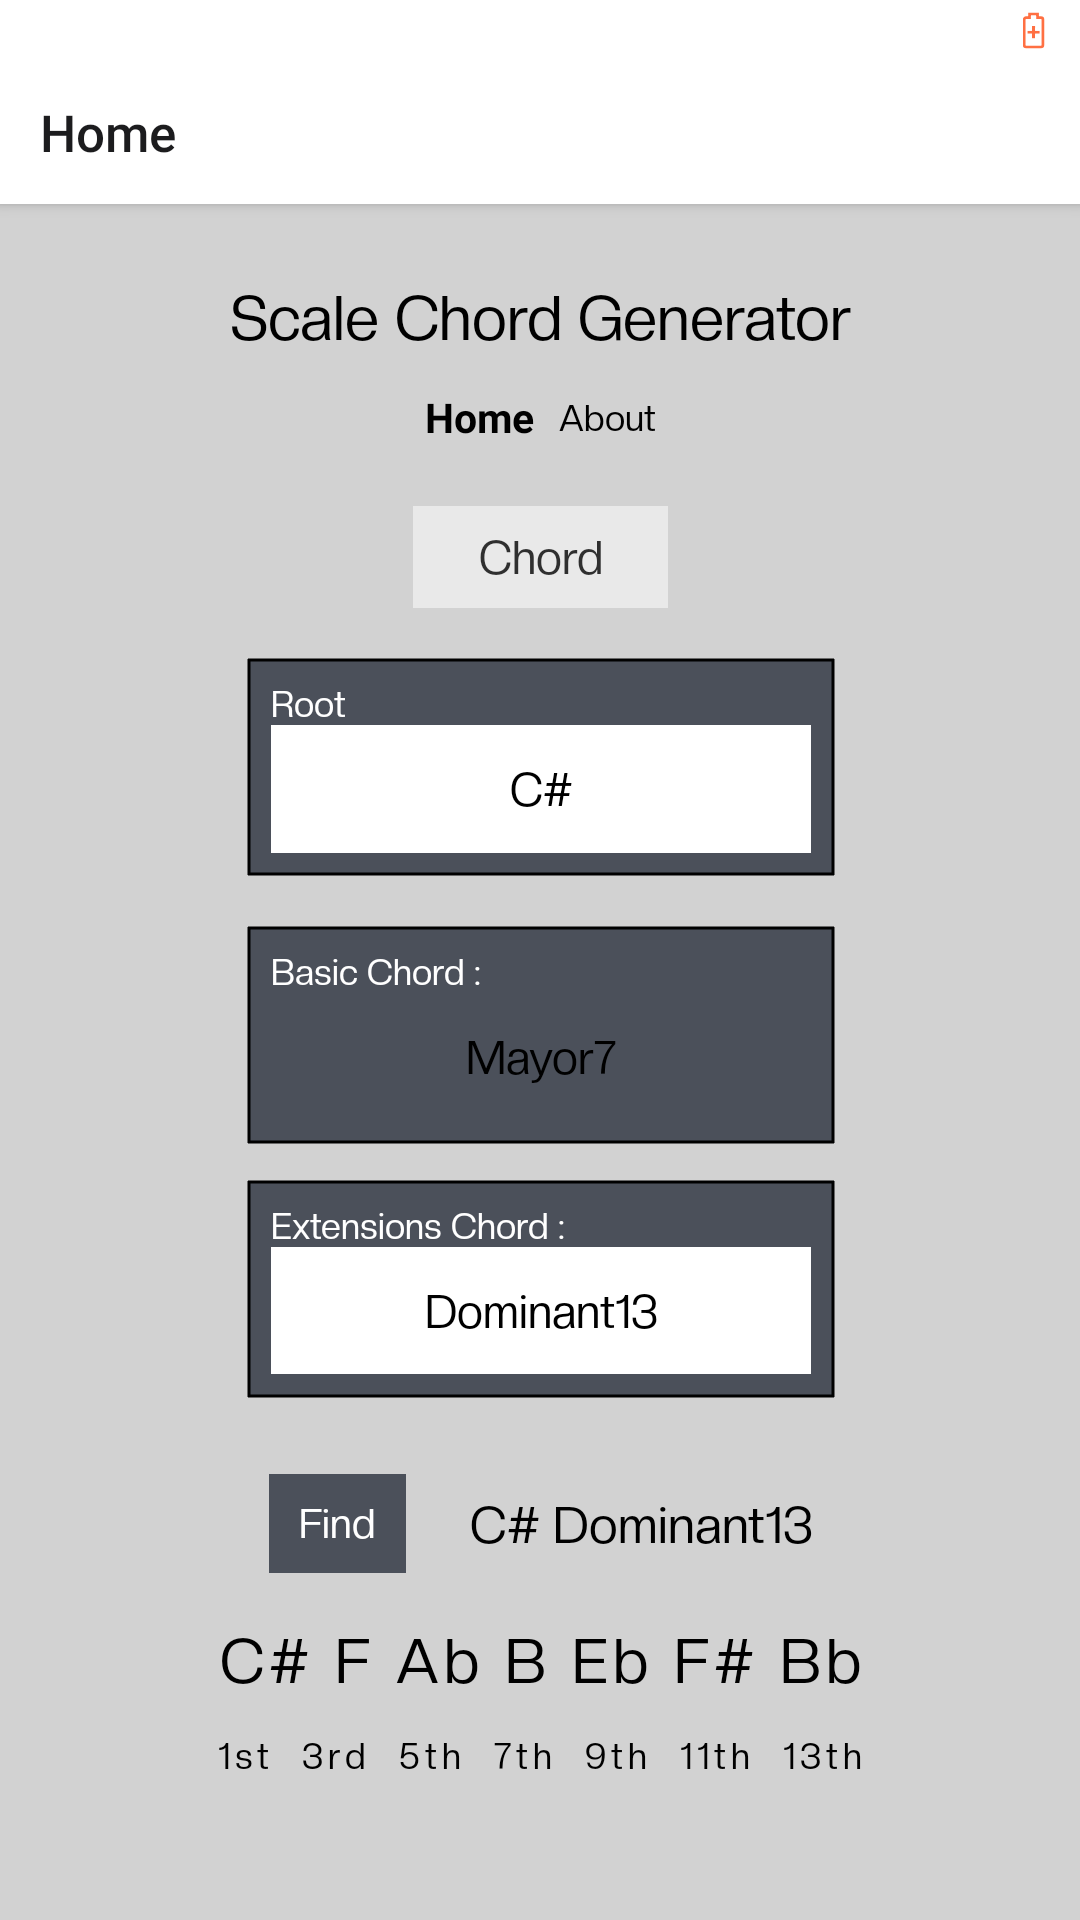 Home
Scale Chord Generator
Home About
Chord
Root
C#
Basic Chord :
Mayor7
Extensions Chord :
Dominant13
Find C# Dominant13
C# F Ab B Eb F# Bb
1st 3rd 5th 7th 9th 11th 13th